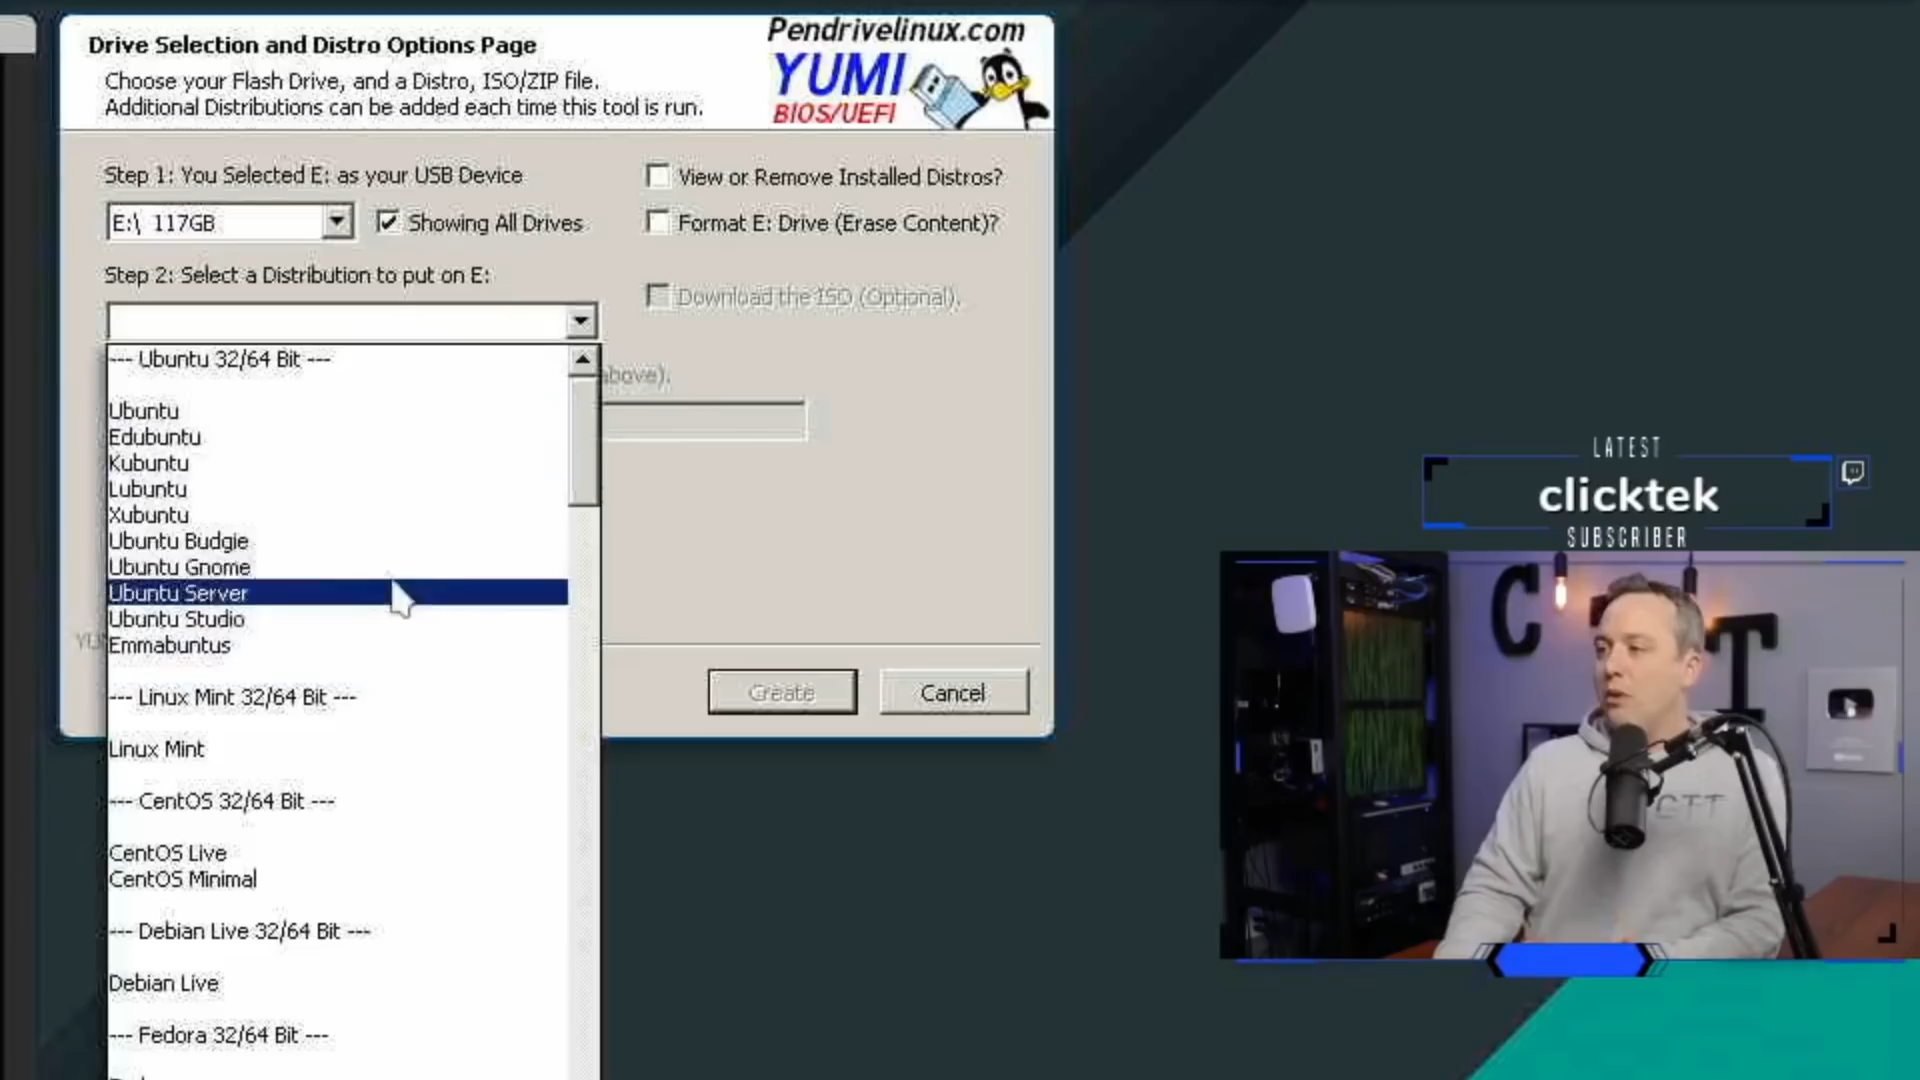 Drive Selection and Distro Options Page
Choose your Flash Drive, and a Distro, ISO/ZIP file.
Additional Distributions can be added each time this tool is run.
Pendrivelinux.com
YUMI
BIOS/UEFI
Step 1: You Selected E: as your USB Device
View or Remove Installed Distros?
E:\ 117GB
Showing All Drives
Format E: Drive (Erase Content)?
Step 2: Select a Distribution to put on E:
Download the ISO (Optional).
above).
--- Ubuntu 32/64 Bit ---
Ubuntu
Edubuntu
Kubuntu
Lubuntu
Xubuntu
Ubuntu Budgie
Ubuntu Gnome
Ubuntu Server
Ubuntu Studio
Emmabuntus
--- Linux Mint 32/64 Bit ---
Linux Mint
--- CentOS 32/64 Bit ---
CentOS Live
CentOS Minimal
--- Debian Live 32/64 Bit ---
Debian Live
--- Fedora 32/64 Bit ---
Create
Cancel
LATEST
clicktek
SUBSCRIBER
C T T
CTT